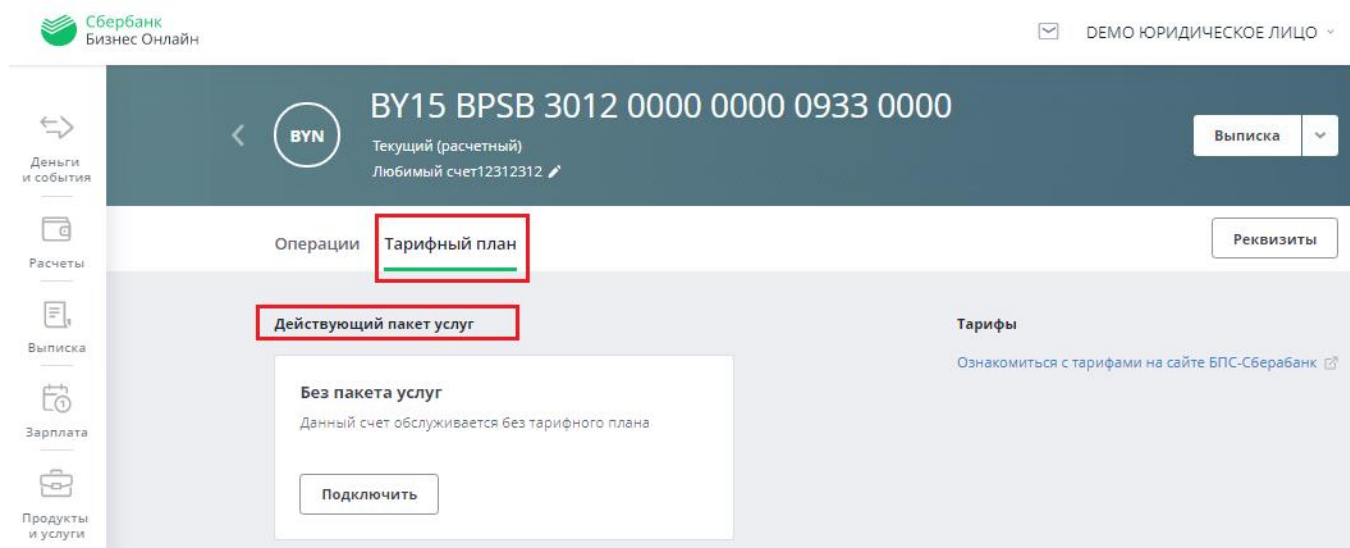 Сбербанк
Бизнес Онлайн
DEMO ЮРИДИЧЕСКОЕ ЛИЦО
BYN
BY15 BPSB 3012 0000 0000 0933 0000
Текущий (расчетный)
Любимый счет12312312
Выписка
Деньги
и события
Расчеты
Выписка
Зарплата
1
Продукты
и услуги
Операции
Тарифный план
Реквизиты
Действующий пакет услуг
Без пакета услуг
Данный счет обслуживается без тарифного плана
Подключить
Тарифы
Ознакомиться с тарифами на сайте БПС-Сберабанк